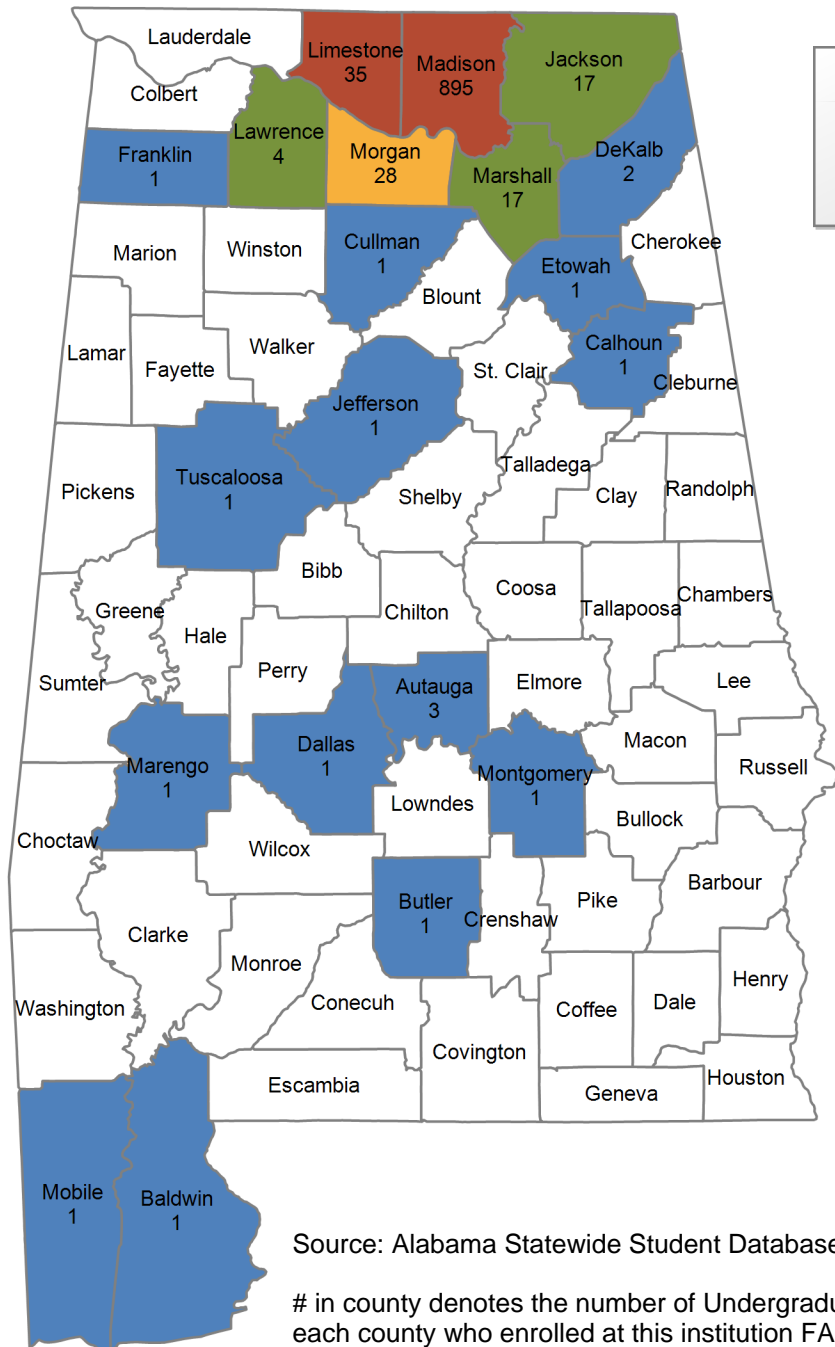 Lauderdale
Limestone
35
Madison
895
Jackson
17
Colbert
Lawrence
4
Franklin
1
Morgan
28
DeKalb
2
Marshall
17
Marion
Winston
Cullman
1
Cherokee
Etowah
1
Blount
Lamar
Fayette
Walker
St. Clair
Calhoun
1
Cleburne
Jefferson
1
Tuscaloosa
1
Pickens
Shelby
Talladega
Clay
Randolph
Bibb
Greene
Hale
Chilton
Coosa
Tallapoosa
Chambers
Sumter
Perry
Autauga
3
Elmore
Lee
Marengo
1
Dallas
1
Montgomery
1
Macon
Russell
Lowndes
Bullock
Choctaw
Wilcox
Butler
1
Crenshaw
Pike
Barbour
Clarke
Monroe
Conecuh
Washington
Coffee
Dale
Henry
Covington
Escambia
Geneva
Houston
Mobile
1
Baldwin
1
Source: Alabama Statewide Student Database
# in county denotes the number of Undergradu
each county who enrolled at this institution FA